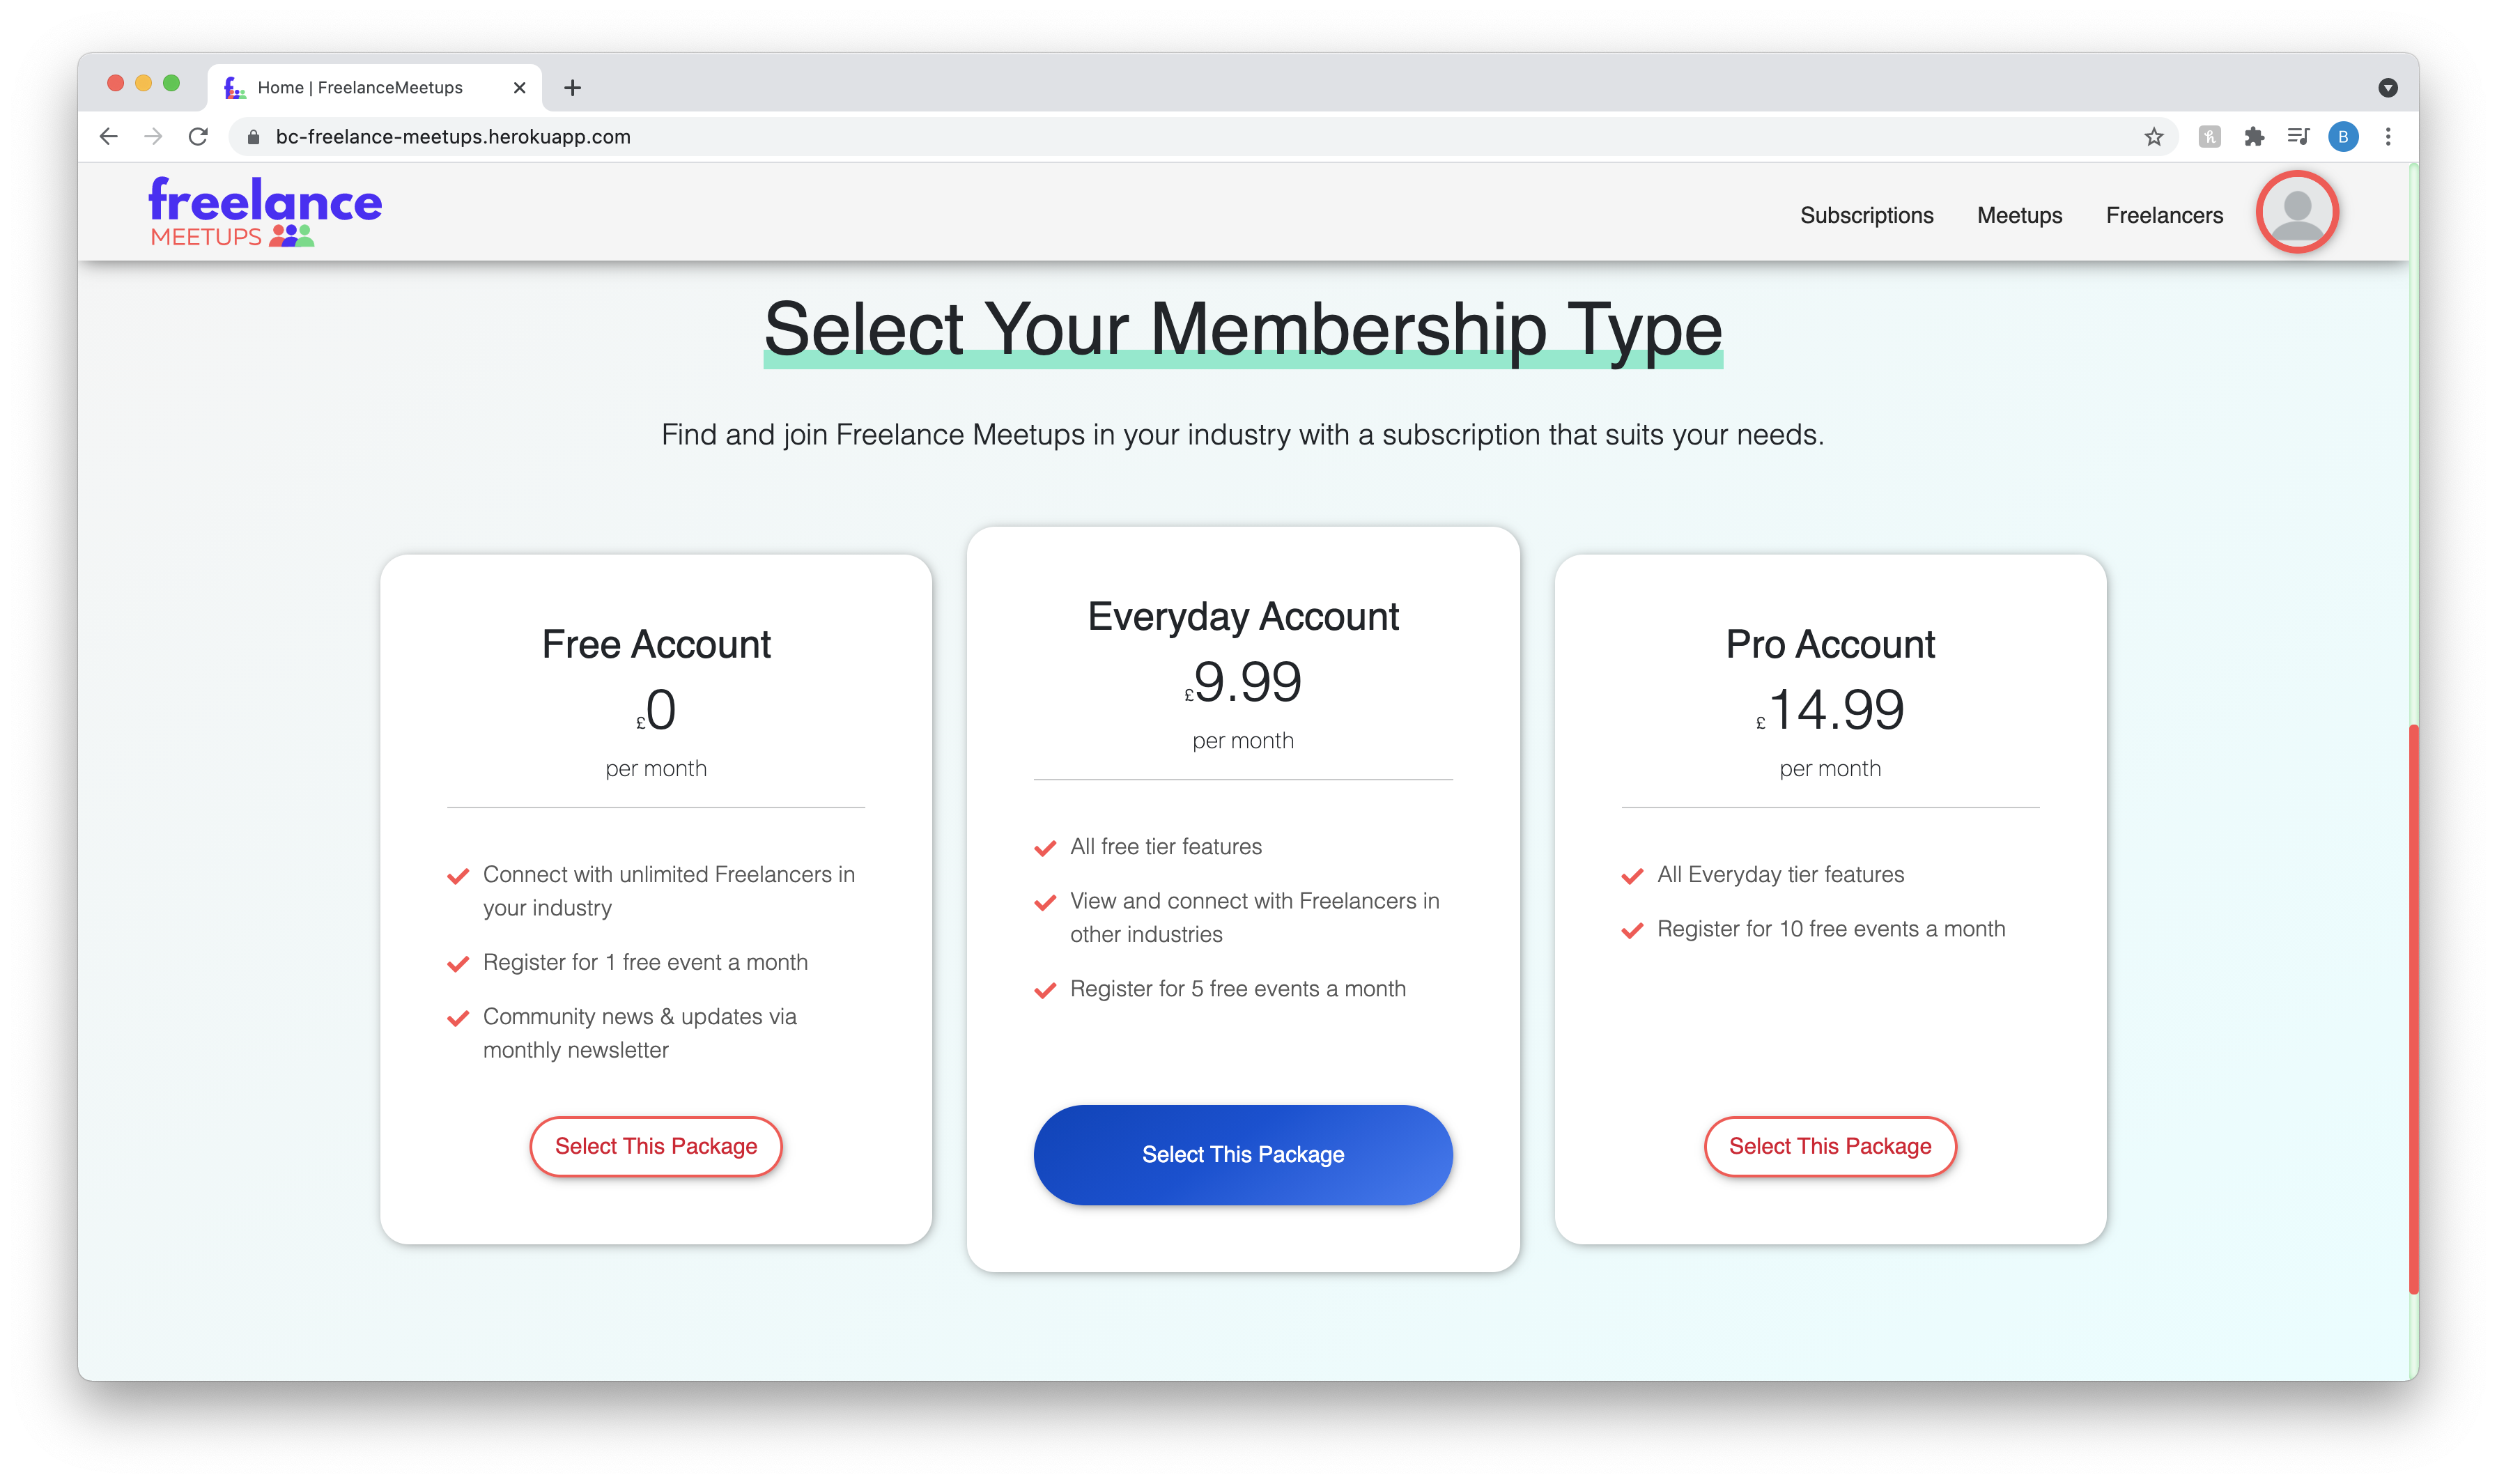 Home | FreelanceMeetups
bc-freelance-meetups.herokuapp.com
B
freelance
MEETUPS
Subscriptions
Meetups
Freelancers
Select Your Membership Type
Find and join Freelance Meetups in your industry with a subscription that suits your needs.
Free Account
£0
per month
Connect with unlimited Freelancers in
your industry
Register for 1 free event a month
Community news & updates via
monthly newsletter
Select This Package
Everyday Account
£9.99
per month
All free tier features
View and connect with Freelancers in
other industries
Register for 5 free events a month
Select This Package
Pro Account
£14.99
per month
All Everyday tier features
Register for 10 free events a month
Select This Package